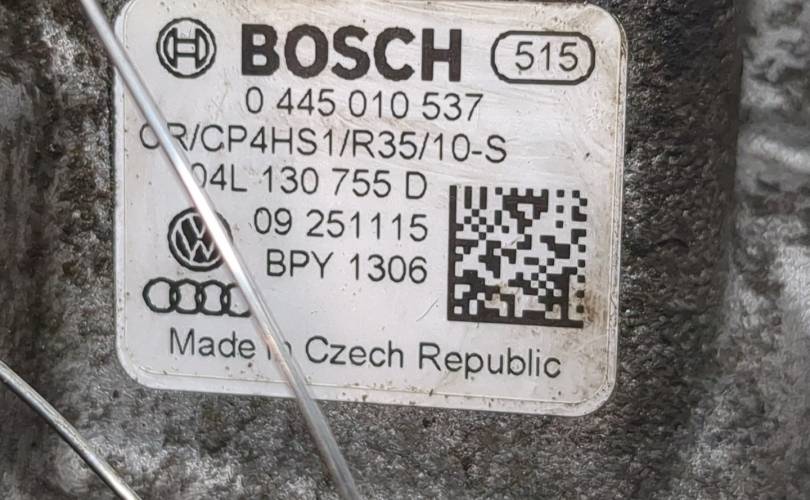 BOSCH 515
0 445 010 537
CR/CP4HS1/R35/10-S
04L 130 755 D
09 251115
BPY 1306
Made in Czech Republic